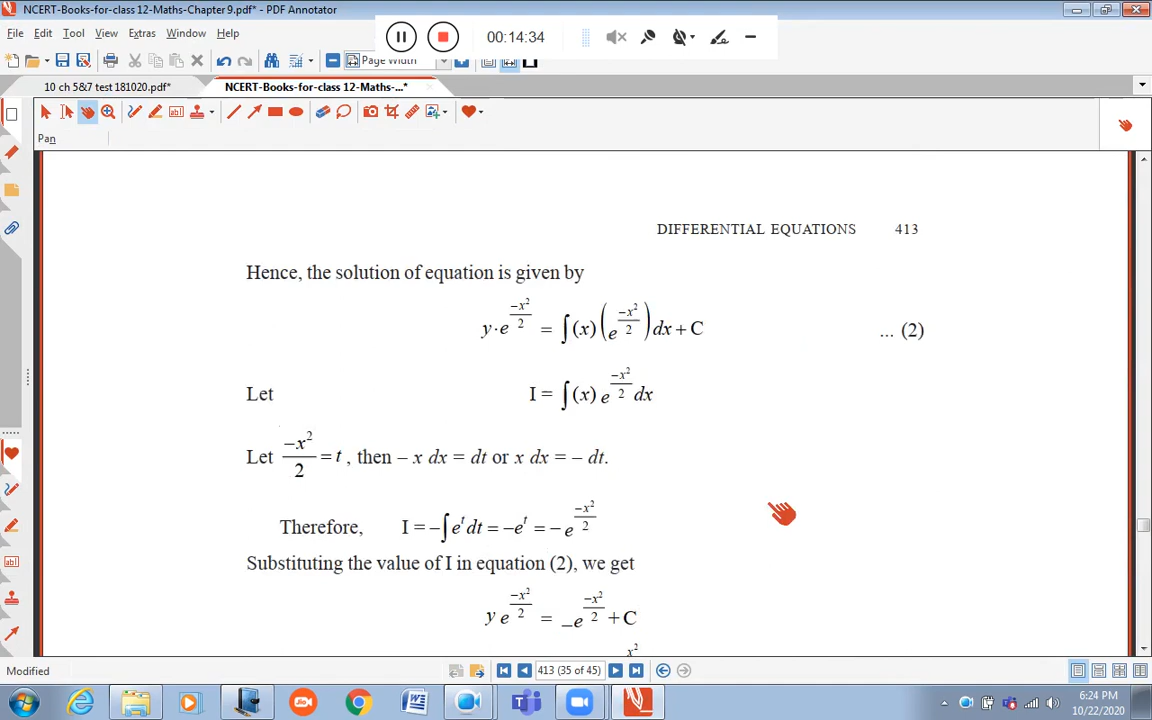 NCERT-Books-for-class 12-Maths-Chapter 9.pdf* - PDF Annotator
File Edit Tool View Extras Window Help
00:14:34
Page Width
10 ch 5&7 test 181020.pdf* NCERT-Books-for-class 12-Maths-...*
Pan
DIFFERENTIAL EQUATIONS 413
Hence, the solution of equation is given by
y·e^(−x²/2) = ∫(x)(e^(−x²/2))dx + C ... (2)
Let I = ∫(x) e^(−x²/2) dx
Let −x²/2 = t , then – x dx = dt or x dx = – dt.
Therefore, I = −∫e^t dt = −e^t = − e^(−x²/2)
Substituting the value of I in equation (2), we get
y e^(−x²/2) = −e^(−x²/2) + C
x²
Modified 413 (35 of 45)
6:24 PM
10/22/2020